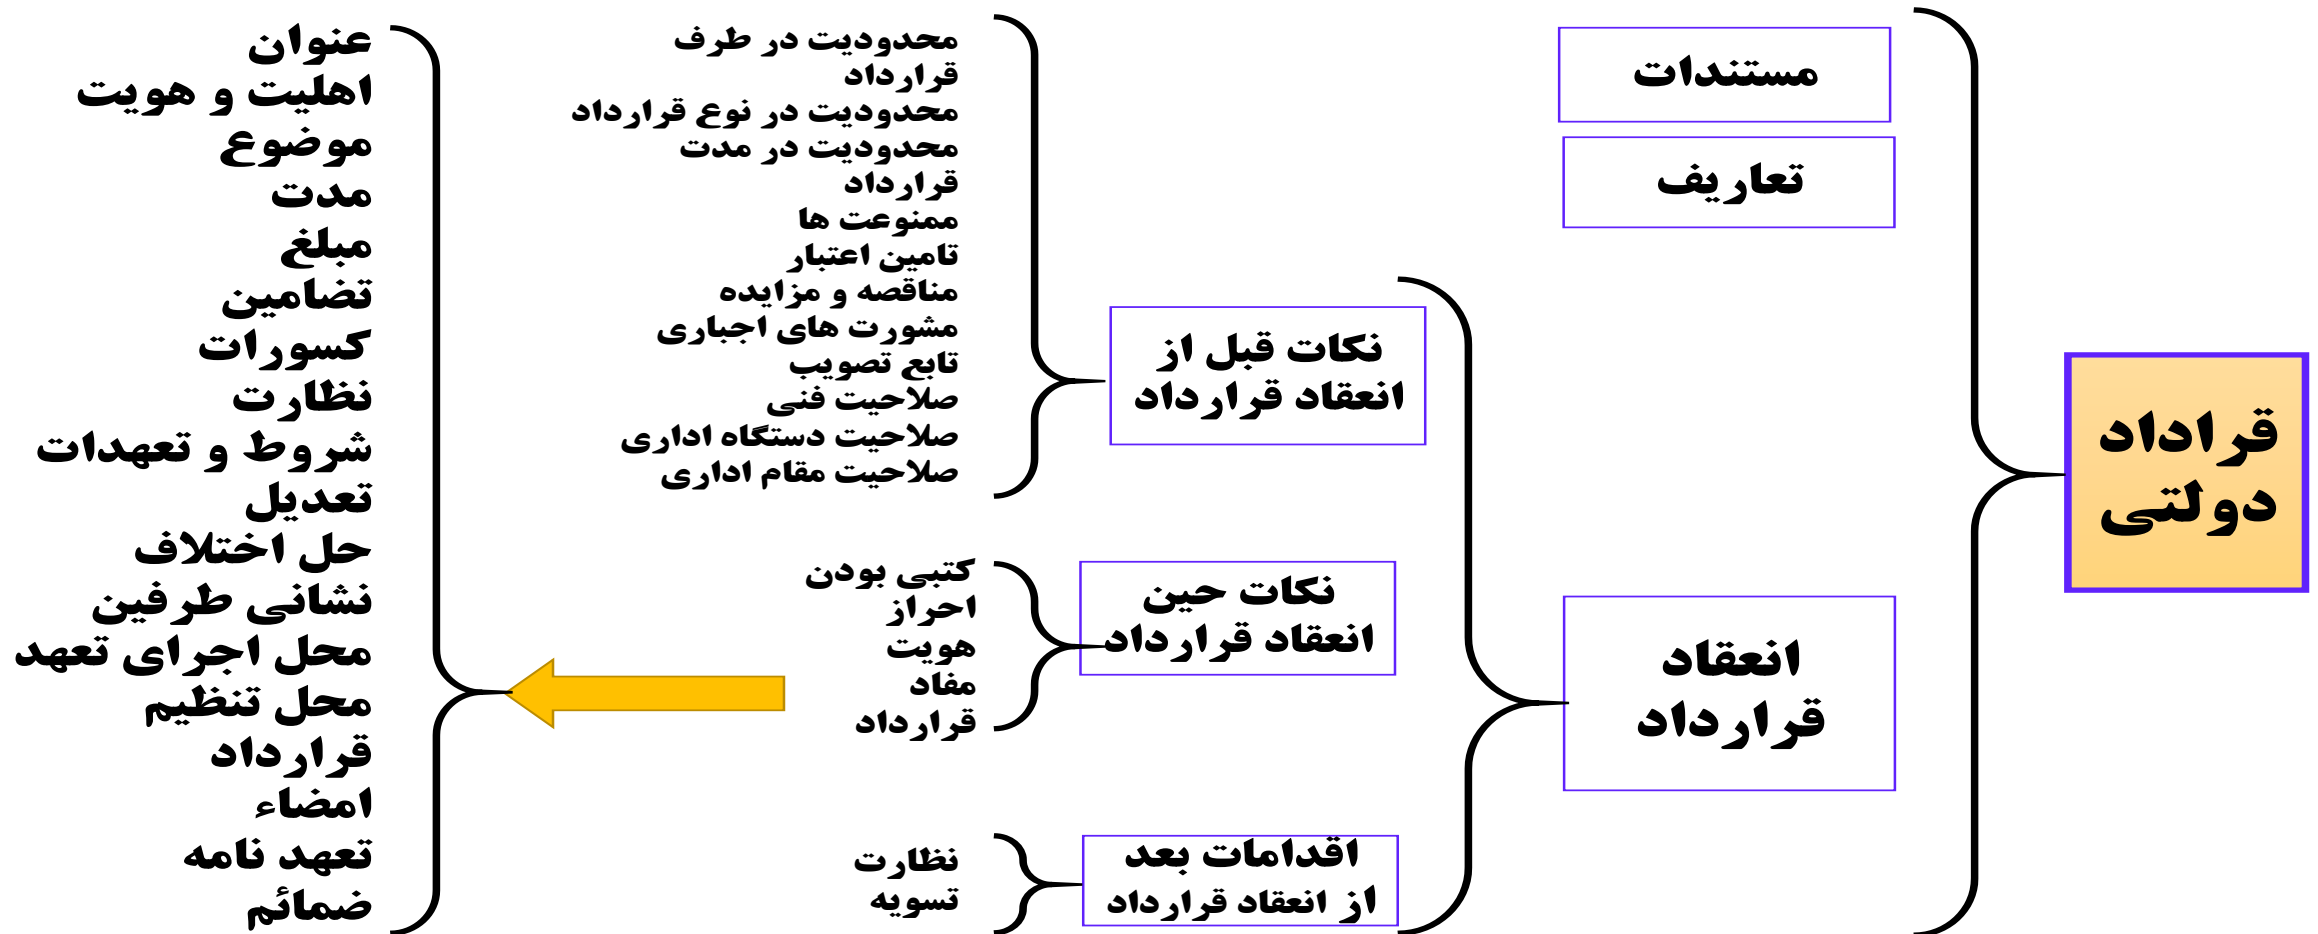 قراداد
دولتی
مستندات
تعاریف
انعقاد
قرارداد
نکات قبل از
انعقاد قرارداد
محدودیت در طرف
قرارداد
محدودیت در نوع قرارداد
محدودیت در مدت
قرارداد
ممنوعت ها
تامین اعتبار
مناقصه و مزایده
مشورت های اجباری
تابع تصویب
صلاحیت فنی
صلاحیت دستگاه اداری
صلاحیت مقام اداری
نکات حین
انعقاد قرارداد
کتبی بودن
احراز
هویت
مفاد
قرارداد
عنوان
اهلیت و هویت
موضوع
مدت
مبلغ
تضامین
کسورات
نظارت
شروط و تعهدات
تعدیل
حل اختلاف
نشانی طرفین
محل اجرای تعهد
محل تنظیم
قرارداد
امضاء
تعهد نامه
ضمائم
اقدامات بعد
از انعقاد قرارداد
نظارت
تسویه